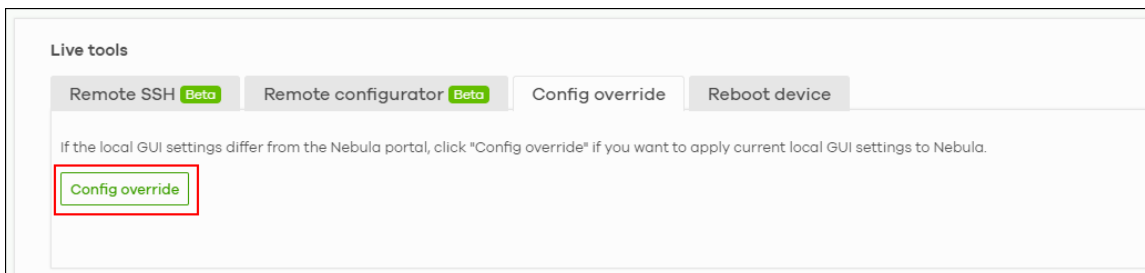 Live tools
Remote SSH Beta Remote configurator Beta Config override Reboot device
If the local GUI settings differ from the Nebula portal, click "Config override" if you want to apply current local GUI settings to Nebula.
Config override